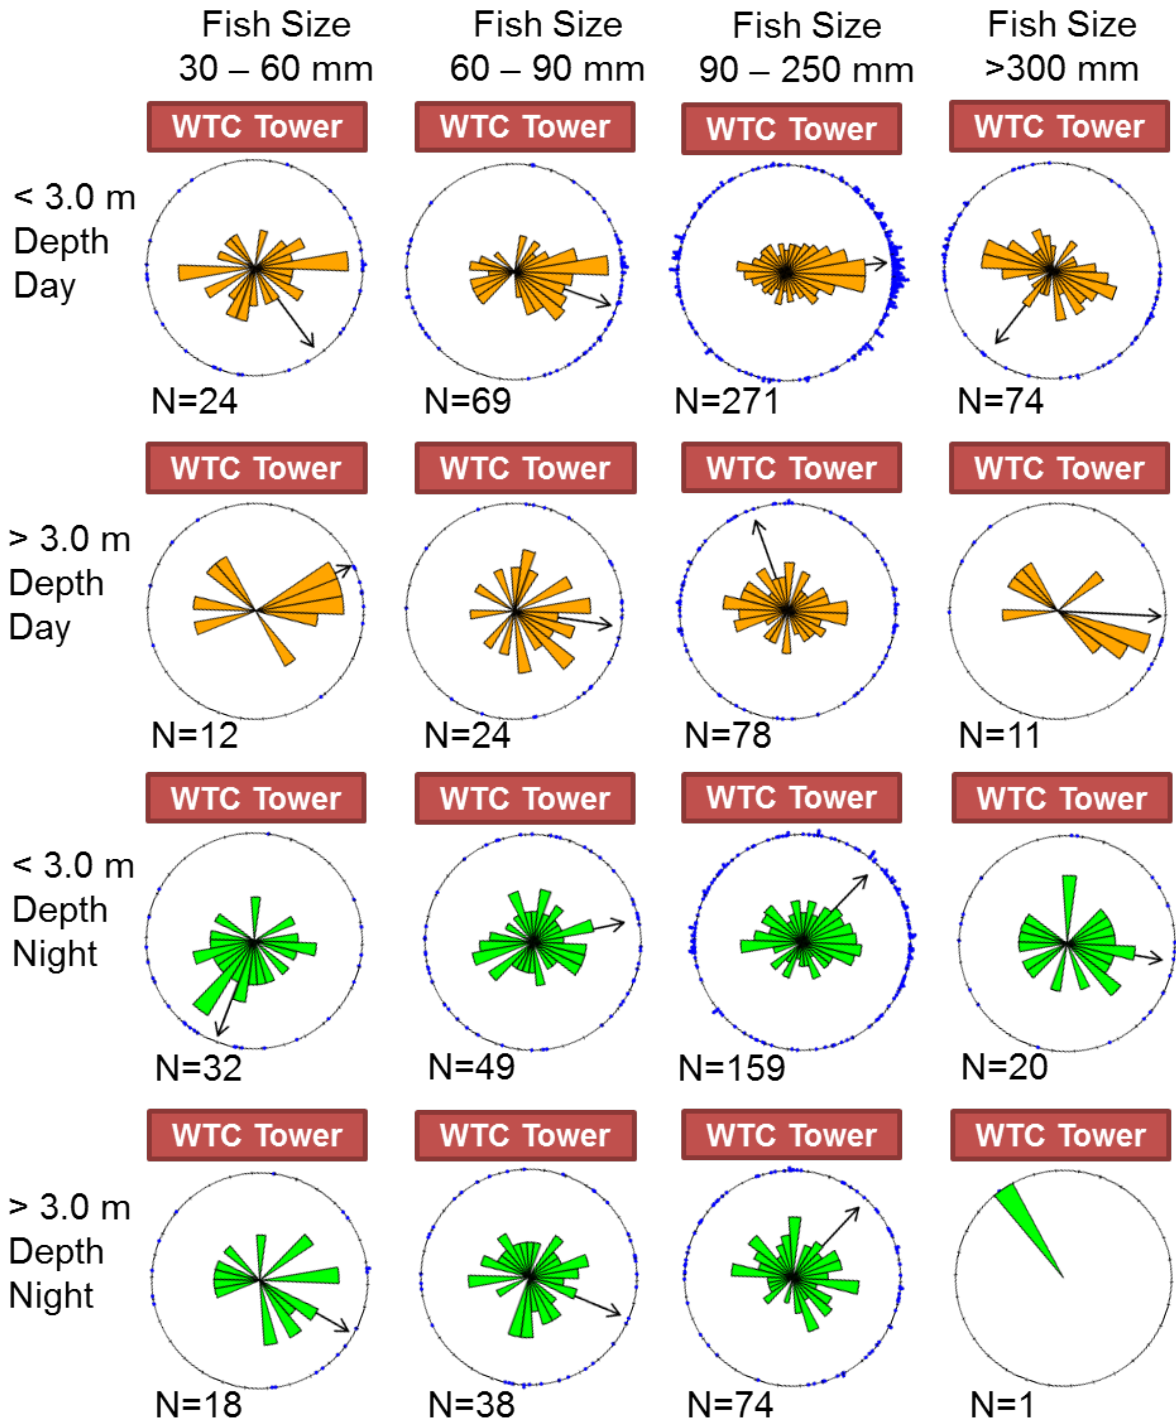 Fish Size
30 – 60 mm
Fish Size
60 – 90 mm
Fish Size
90 – 250 mm
Fish Size
>300 mm
WTC Tower
WTC Tower
WTC Tower
WTC Tower
< 3.0 m
Depth
Day
N=24
N=69
N=271
N=74
WTC Tower
WTC Tower
WTC Tower
WTC Tower
> 3.0 m
Depth
Day
N=12
N=24
N=78
N=11
WTC Tower
WTC Tower
WTC Tower
WTC Tower
< 3.0 m
Depth
Night
N=32
N=49
N=159
N=20
WTC Tower
WTC Tower
WTC Tower
WTC Tower
> 3.0 m
Depth
Night
N=18
N=38
N=74
N=1